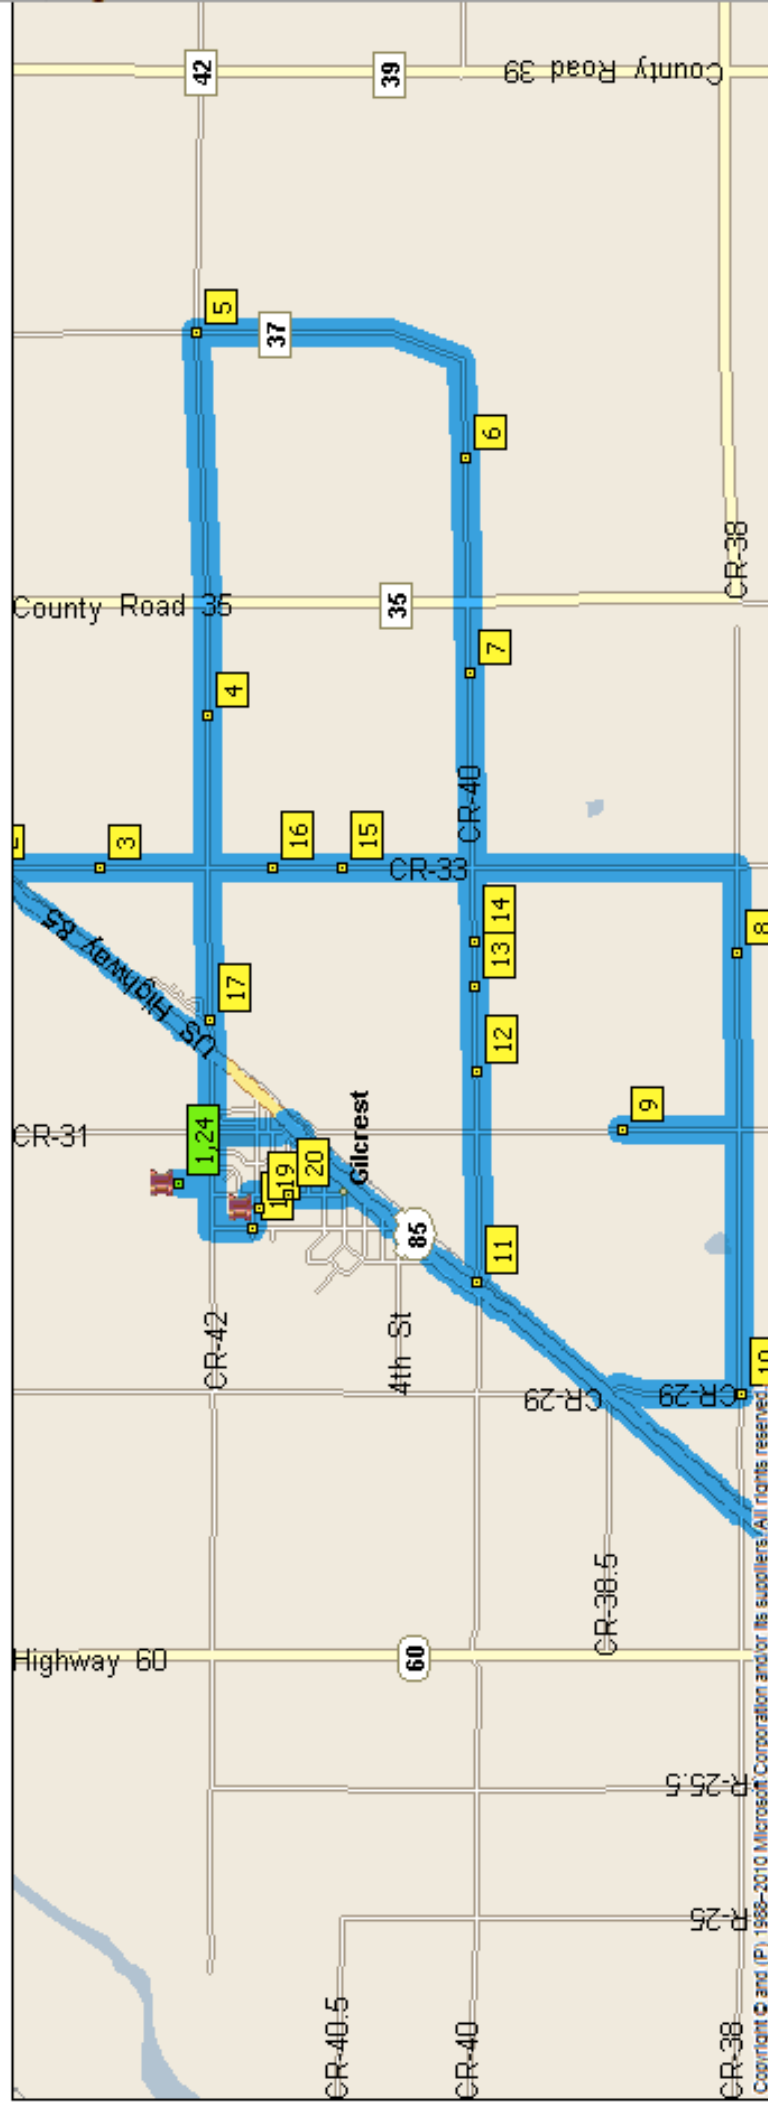 42
39
County Road 39
5
37
6
CR-38
County Road 35
35
4
7
CR-40
3
16
15
CR-33
14
13
8
US Highway 85
17
12
9
CR-31
1,24
19
20
Gilcrest
85
11
CR-42
4th St
CR-29
CR-29
10
CR-38.5
Highway 60
60
R-25.5
R-25
CR-40.5
CR-40
CR-38
Copyright © and (P) 1988–2010 Microsoft Corporation and/or its suppliers. All rights reserved.